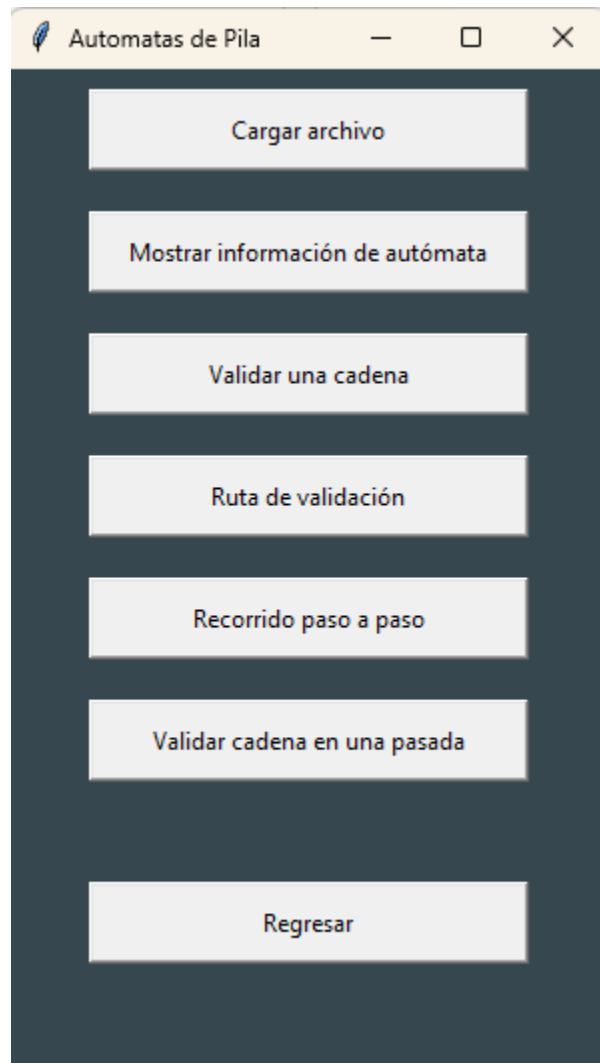 Automatas de Pila
Cargar archivo
Mostrar información de autómata
Validar una cadena
Ruta de validación
Recorrido paso a paso
Validar cadena en una pasada
Regresar